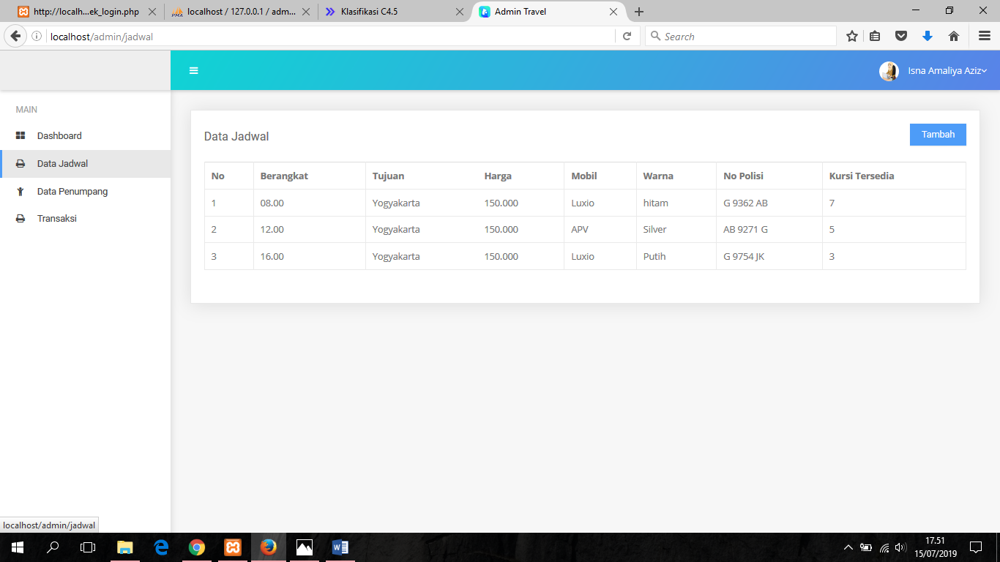 http://localh...ek_login.php
localhost / 127.0.0.1 / adm...
Klasifikasi C4.5
Admin Travel
localhost/admin/jadwal
Search
Isna Amaliya Aziz
MAIN
Dashboard
Data Jadwal
Data Penumpang
Transaksi
Data Jadwal
Tambah
No Berangkat Tujuan Harga Mobil Warna No Polisi Kursi Tersedia
1 08.00 Yogyakarta 150.000 Luxio hitam G 9362 AB 7
2 12.00 Yogyakarta 150.000 APV Silver AB 9271 G 5
3 16.00 Yogyakarta 150.000 Luxio Putih G 9754 JK 3
localhost/admin/jadwal
17.51
15/07/2019